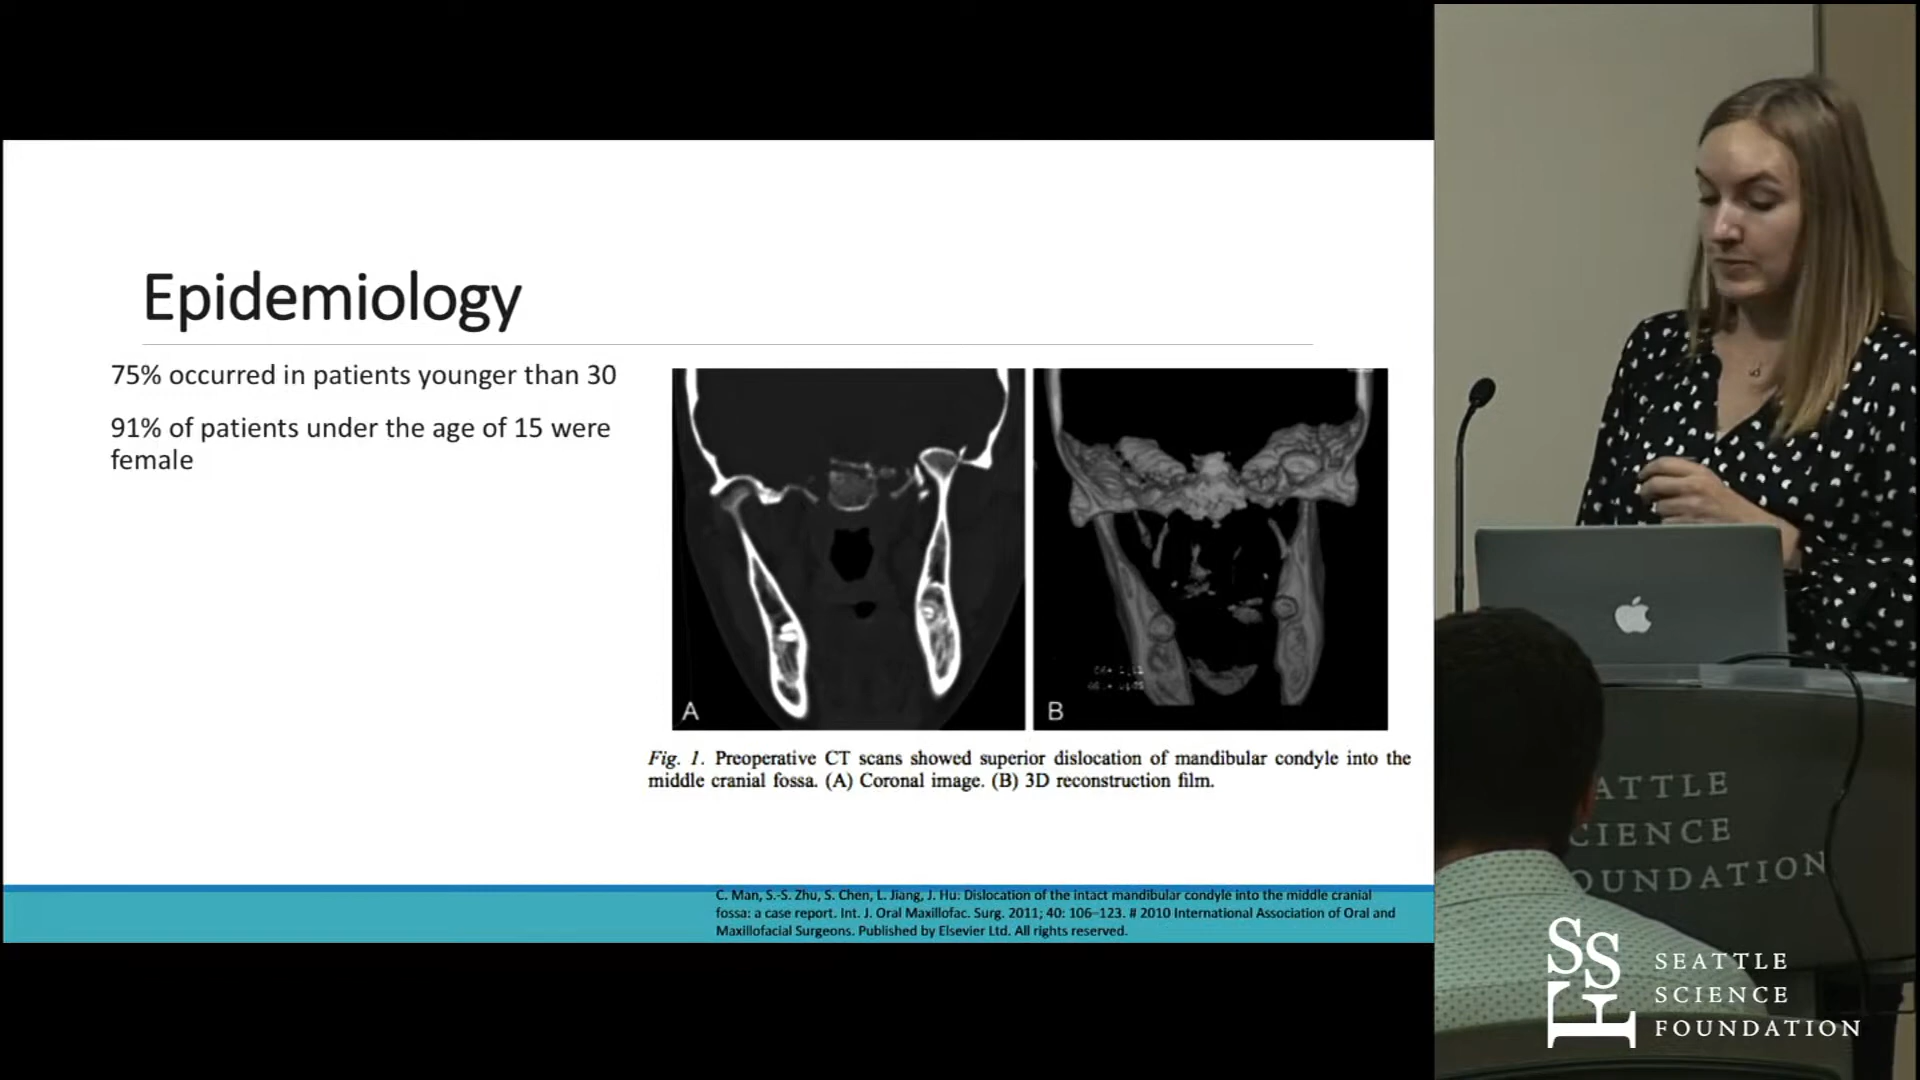 Epidemiology
75% occurred in patients younger than 30
91% of patients under the age of 15 were
female
A
B
Fig. 1. Preoperative CT scans showed superior dislocation of mandibular condyle into the
middle cranial fossa. (A) Coronal image. (B) 3D reconstruction film.
C. Man, S.-S. Zhu, S. Chen, L. Jiang, J. Hu: Dislocation of the intact mandibular condyle into the middle cranial
fossa: a case report. Int. J. Oral Maxillofac. Surg. 2011; 40: 106–123. # 2010 International Association of Oral and
Maxillofacial Surgeons. Published by Elsevier Ltd. All rights reserved.
ATTLE
CIENCE
OUNDATION
SSF
SEATTLE
SCIENCE
FOUNDATION